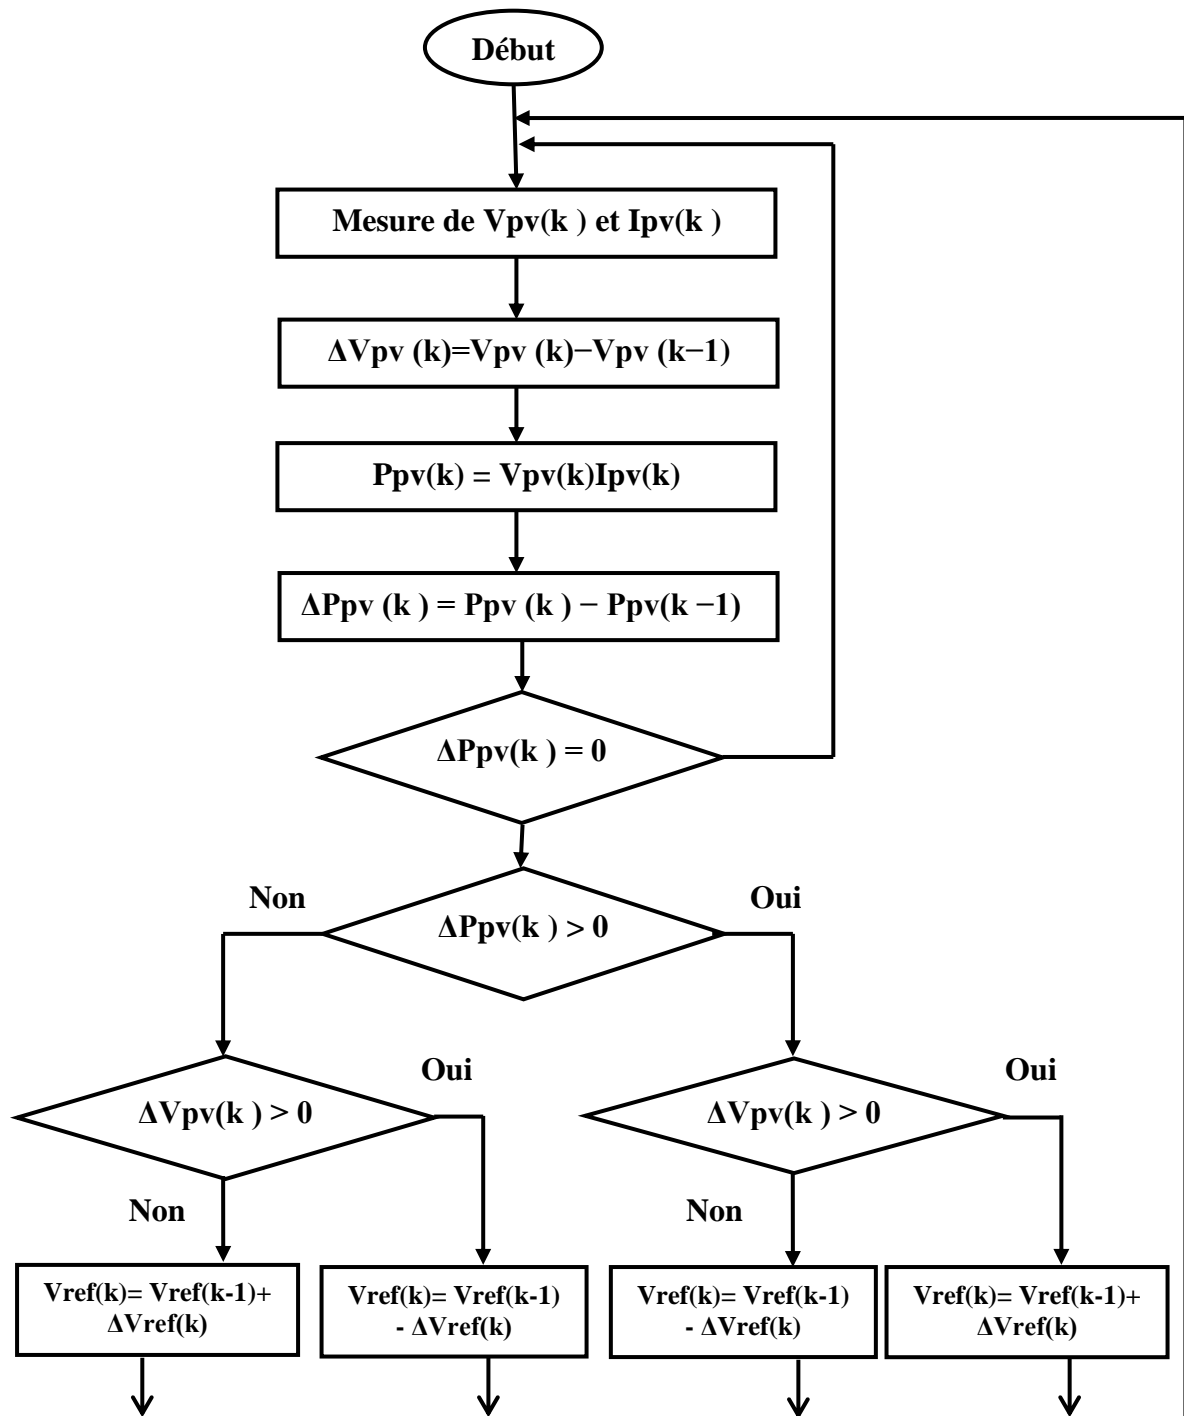 Début
Mesure de Vpv(k ) et Ipv(k )
ΔVpv (k)=Vpv (k)−Vpv (k−1)
Ppv(k) = Vpv(k)Ipv(k)
ΔPpv (k ) = Ppv (k ) − Ppv(k −1)
ΔPpv(k ) = 0
Non
Oui
ΔPpv(k ) > 0
Oui
Oui
ΔVpv(k ) > 0
ΔVpv(k ) > 0
Non
Non
Vref(k)= Vref(k-1)+
ΔVref(k)
Vref(k)= Vref(k-1)
- ΔVref(k)
Vref(k)= Vref(k-1)
- ΔVref(k)
Vref(k)= Vref(k-1)+
ΔVref(k)